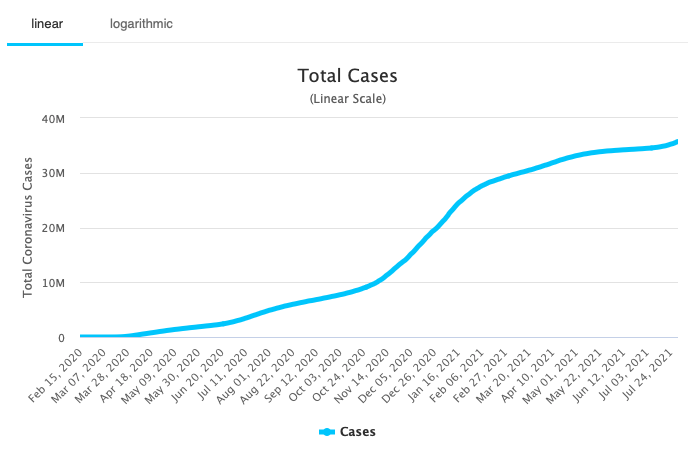 linear logarithmic
Total Cases
(Linear Scale)
Total Coronavirus Cases
40M
30M
20M
10M
0
Feb 15, 2020
Mar 07, 2020
Mar 28, 2020
Apr 18, 2020
May 09, 2020
May 30, 2020
Jun 20, 2020
Jul 11, 2020
Aug 01, 2020
Aug 22, 2020
Sep 12, 2020
Oct 03, 2020
Oct 24, 2020
Nov 14, 2020
Dec 05, 2020
Dec 26, 2020
Jan 16, 2021
Feb 06, 2021
Feb 27, 2021
Mar 20, 2021
Apr 10, 2021
May 01, 2021
May 22, 2021
Jun 12, 2021
Jul 03, 2021
Jul 24, 2021
Cases